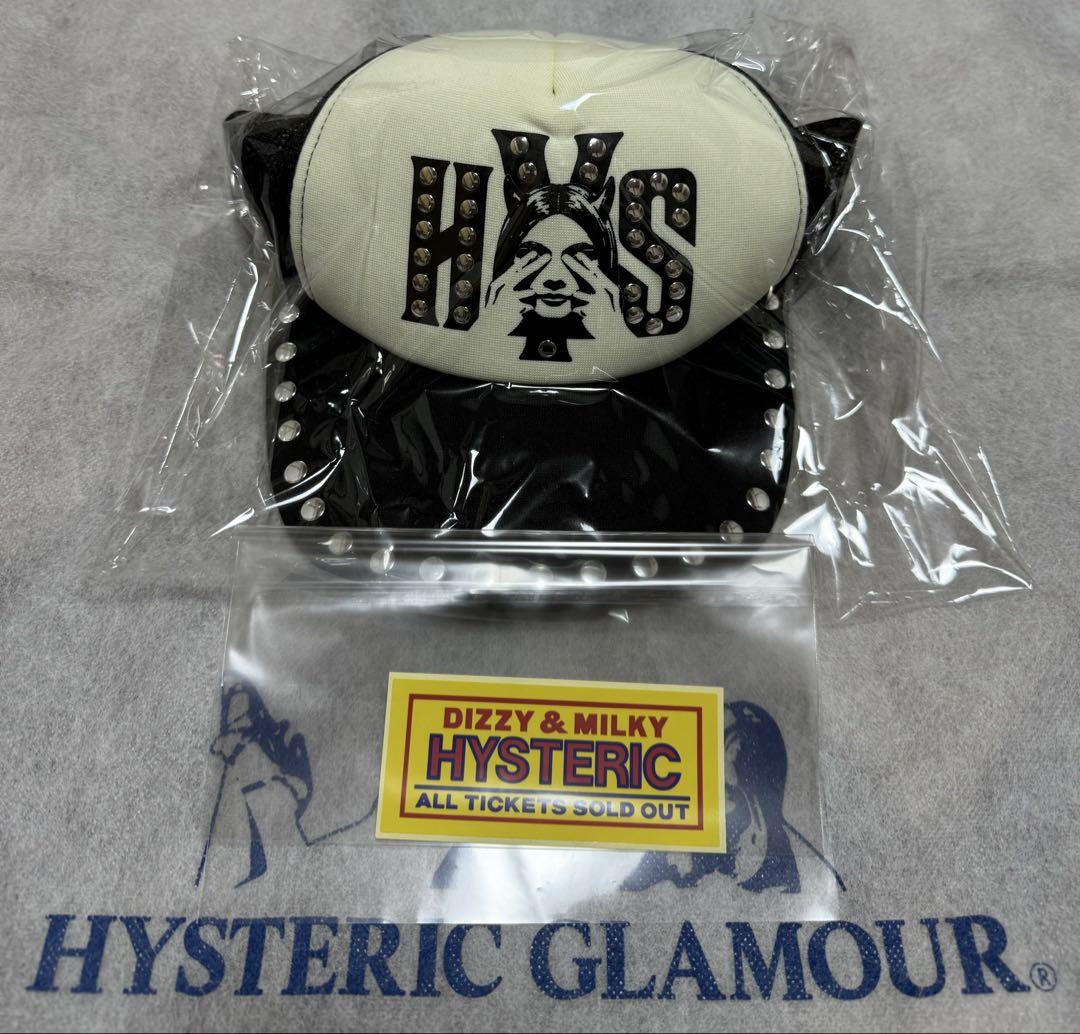 HYS
DIZZY & MILKY
HYSTERIC
ALL TICKETS SOLD OUT
HYSTERIC GLAMOUR®